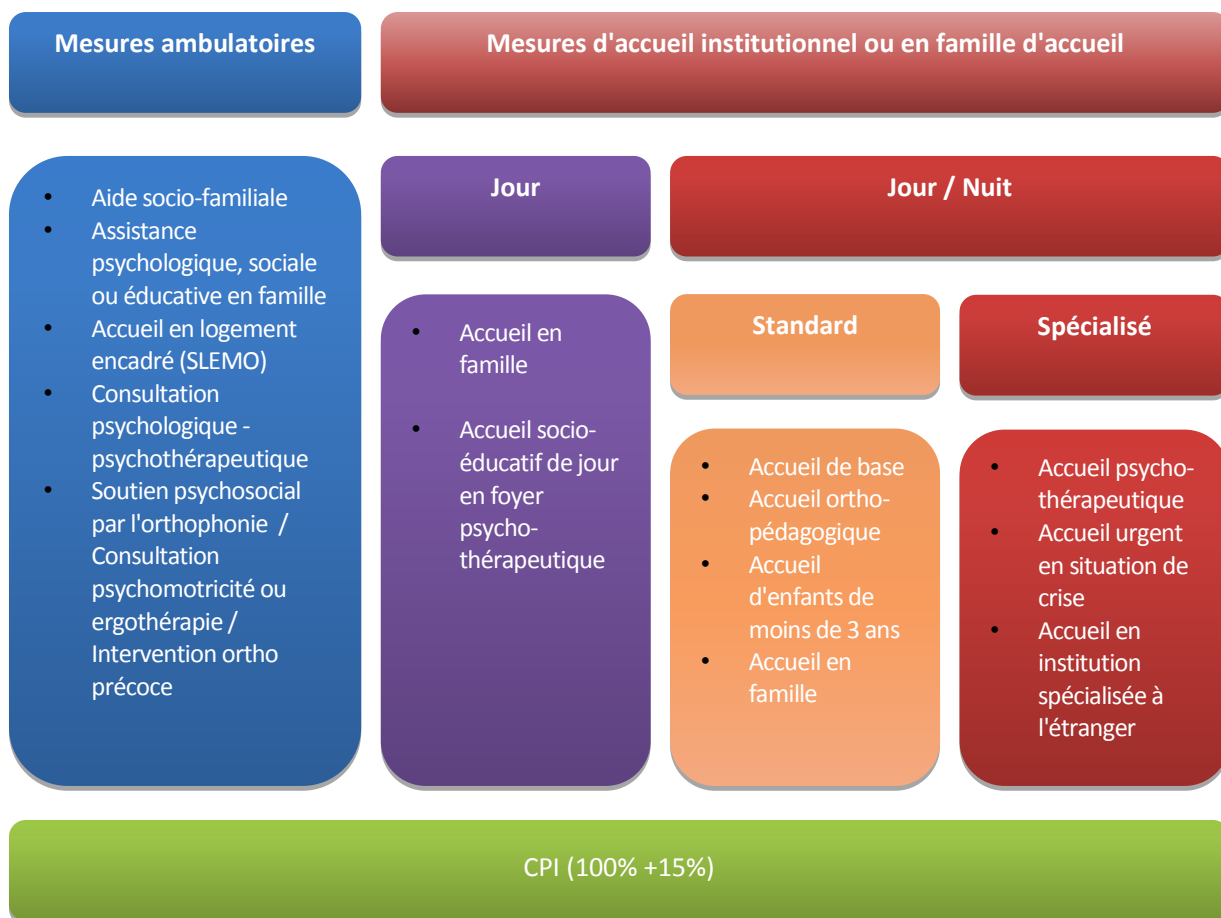 Mesures ambulatoires
Mesures d'accueil institutionnel ou en famille d'accueil
• Aide socio-familiale
• Assistance
psychologique, sociale
ou éducative en famille
• Accueil en logement
encadré (SLEMO)
• Consultation
psychologique -
psychothérapeutique
• Soutien psychosocial
par l'orthophonie /
Consultation
psychomotricité ou
ergothérapie /
Intervention ortho
précoce
Jour
• Accueil en
famille
• Accueil socio-
éducatif de jour
en foyer
psycho-
thérapeutique
Jour / Nuit
Standard
• Accueil de base
• Accueil ortho-
pédagogique
• Accueil
d'enfants de
moins de 3 ans
• Accueil en
famille
Spécialisé
• Accueil psycho-
thérapeutique
• Accueil urgent
en situation de
crise
• Accueil en
institution
spécialisée à
l'étranger
CPI (100% +15%)